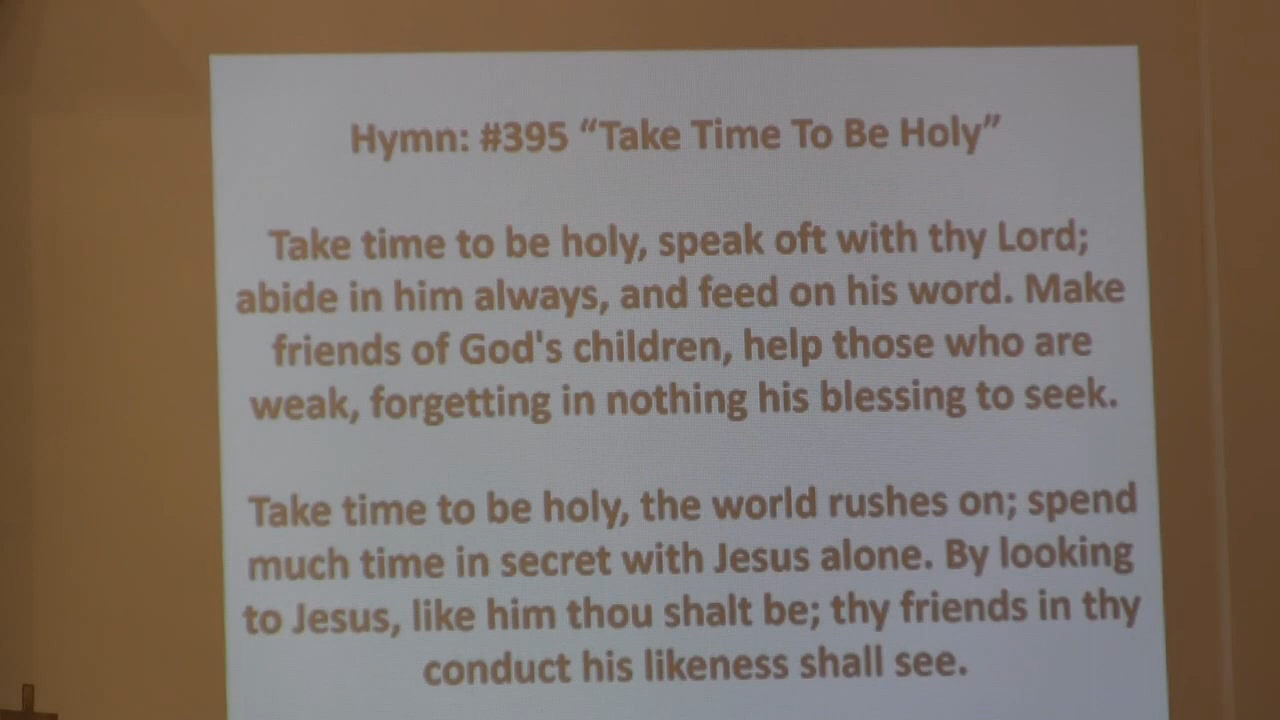 Hymn: #395 “Take Time To Be Holy”
Take time to be holy, speak oft with thy Lord;
abide in him always, and feed on his word. Make
friends of God's children, help those who are
weak, forgetting in nothing his blessing to seek.
Take time to be holy, the world rushes on; spend
much time in secret with Jesus alone. By looking
to Jesus, like him thou shalt be; thy friends in thy
conduct his likeness shall see.